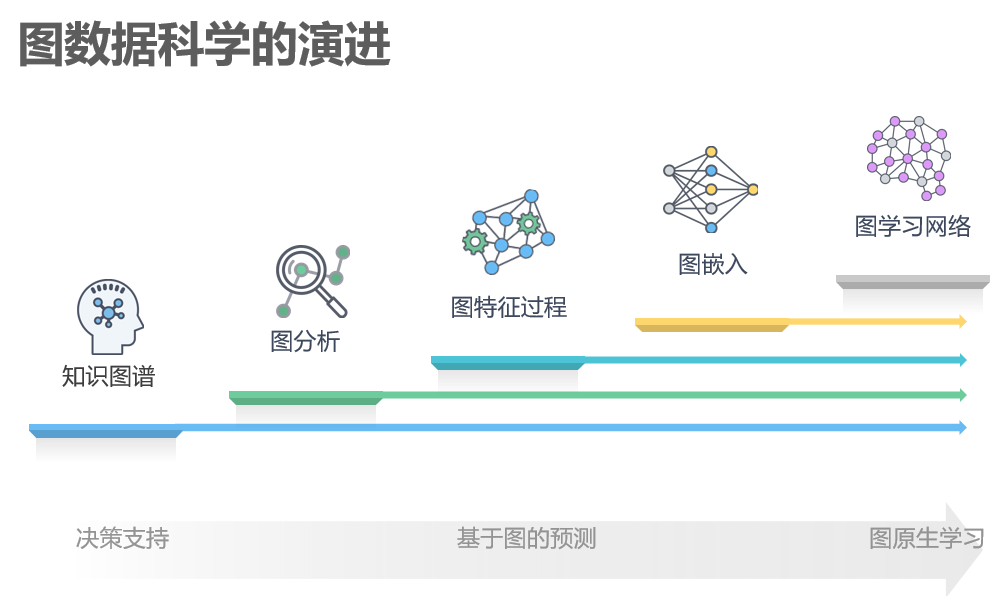 图数据科学的演进
图学习网络
图嵌入
图特征过程
图分析
知识图谱
决策支持
基于图的预测
图原生学习